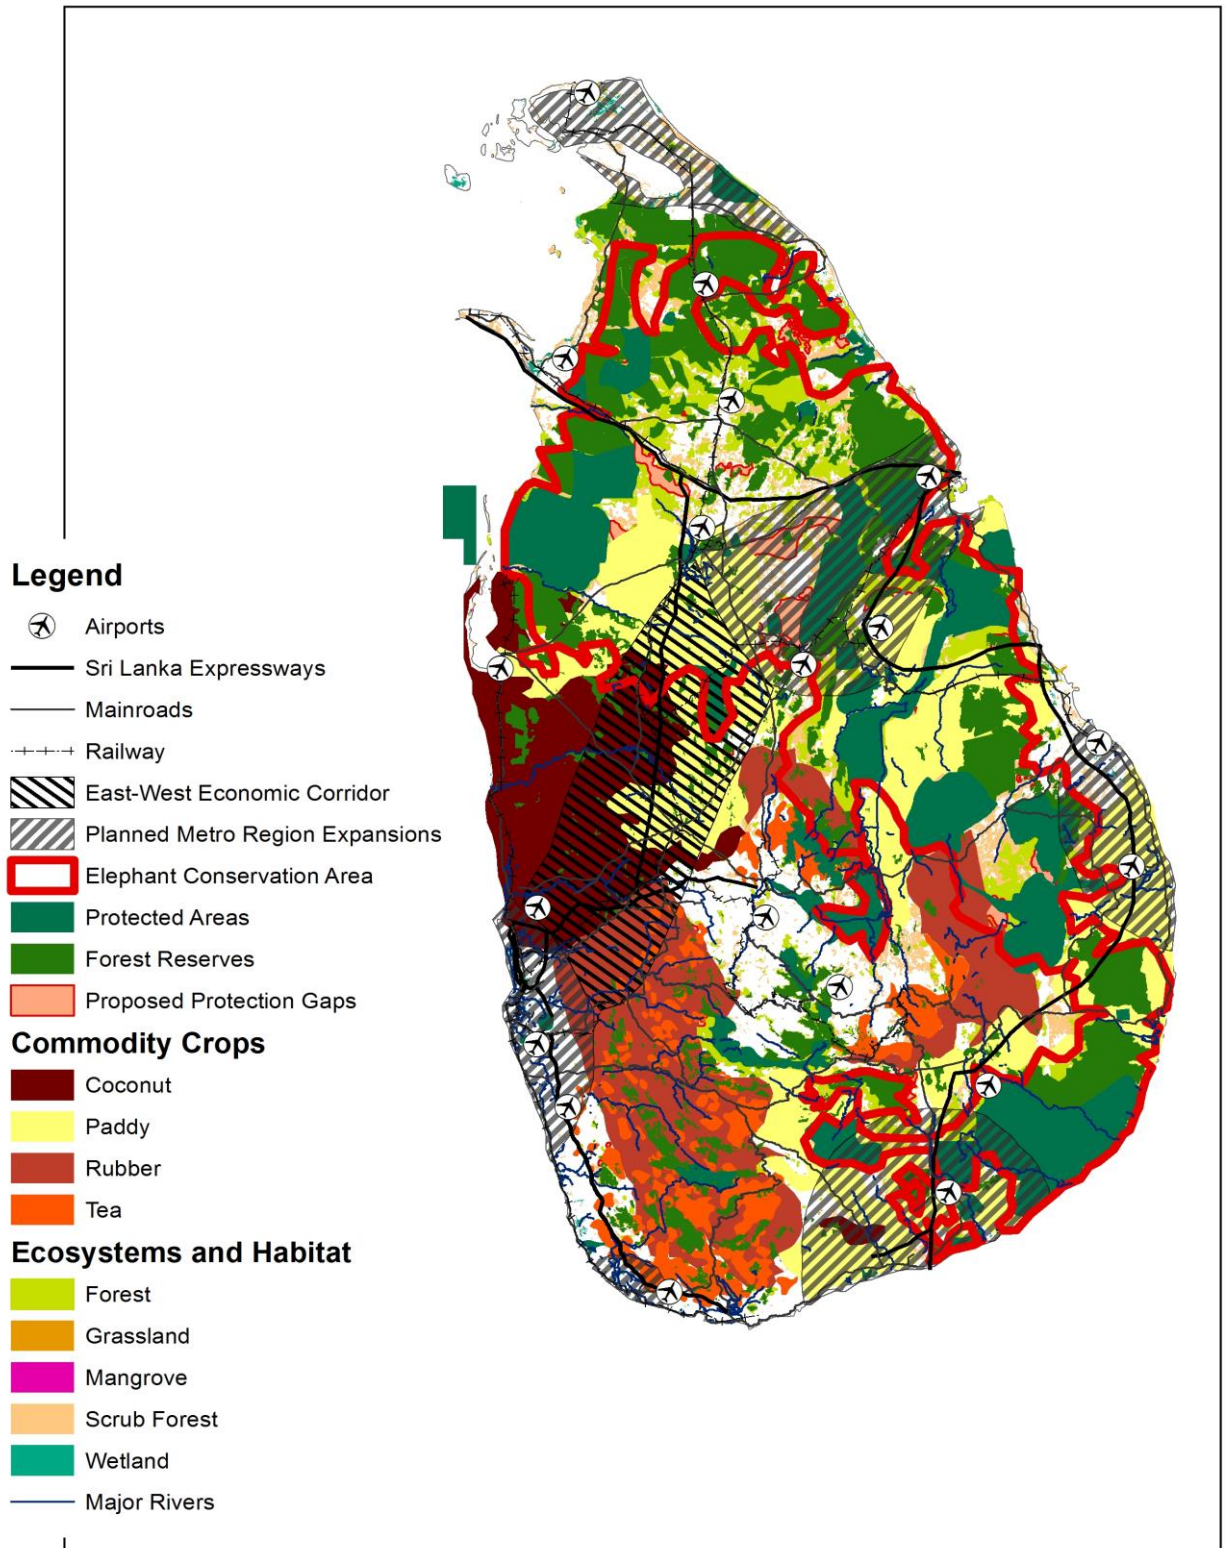 Legend
Airports
Sri Lanka Expressways
Mainroads
Railway
East-West Economic Corridor
Planned Metro Region Expansions
Elephant Conservation Area
Protected Areas
Forest Reserves
Proposed Protection Gaps
Commodity Crops
Coconut
Paddy
Rubber
Tea
Ecosystems and Habitat
Forest
Grassland
Mangrove
Scrub Forest
Wetland
Major Rivers